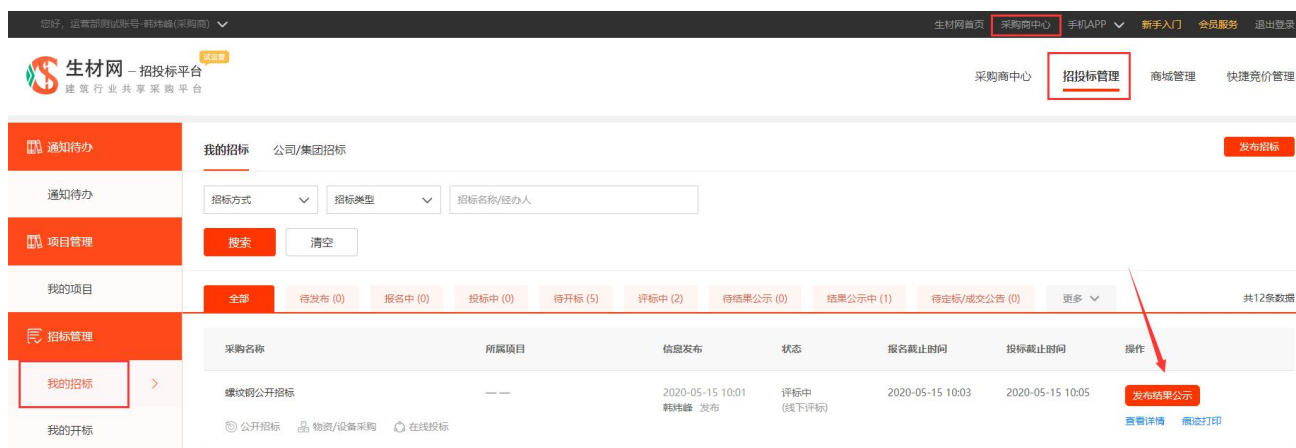 您好，运营部测试账号-韩炜峰(采购商)
生材网首页 采购商中心 手机APP 新手入门 会员服务 退出登录
生材网 - 招投标平台 试运营
建筑行业共享采购平台
采购商中心 招投标管理 商城管理 快捷竞价管理
通知待办
我的招标 公司/集团招标 发布招标
通知待办
招标方式 招标类型 招标名称/经办人
项目管理
搜索 清空
我的项目
全部 待发布 (0) 报名中 (0) 投标中 (0) 待开标 (5) 评标中 (2) 待结果公示 (0) 结果公示中 (1) 待定标/成交公告 (0) 更多 共12条数据
招标管理
采购名称 所属项目 信息发布 状态 报名截止时间 投标截止时间 操作
我的招标
螺纹钢公开招标 — — 2020-05-15 10:01 评标中 2020-05-15 10:03 2020-05-15 10:05 发布结果公示
韩炜峰 发布 (线下评标)
公开招标 物资/设备采购 在线投标 查看详情 痕迹打印
我的开标